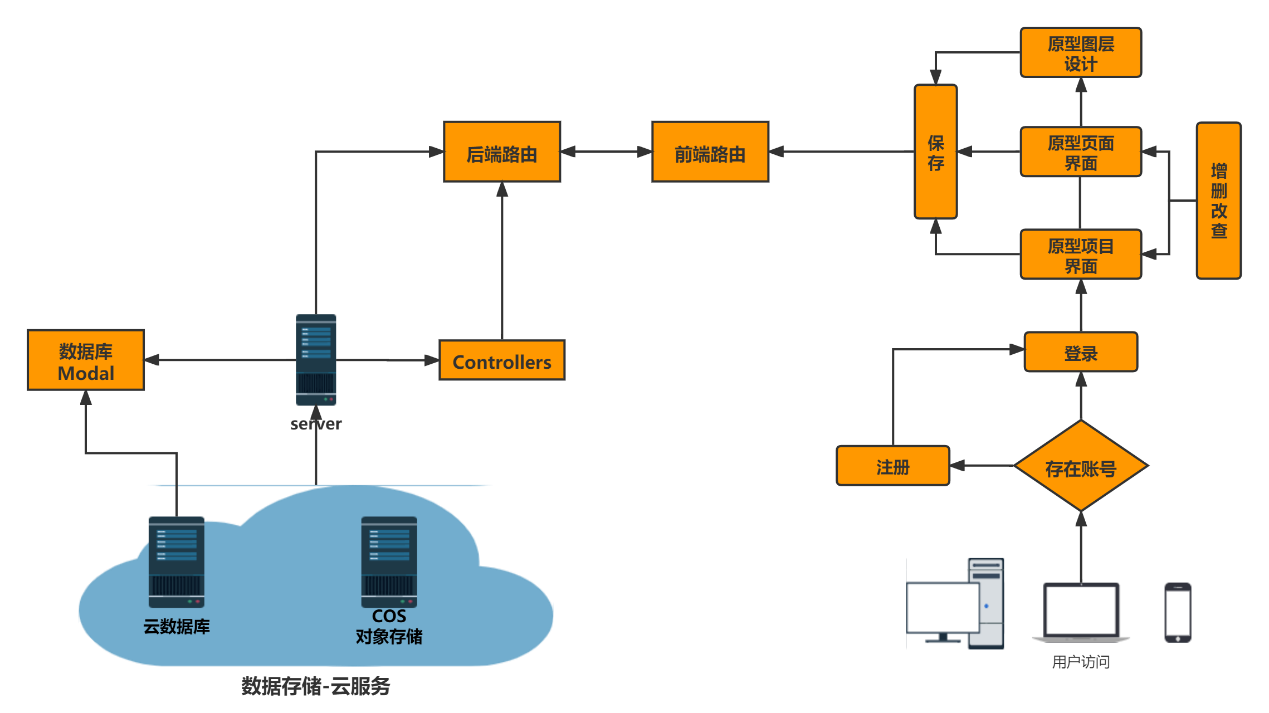 原型图层
设计
保
存
原型页面
界面
增
删
改
查
后端路由
前端路由
原型项目
界面
数据库
Modal
server
Controllers
登录
注册
存在账号
云数据库
COS
对象存储
用户访问
数据存储-云服务